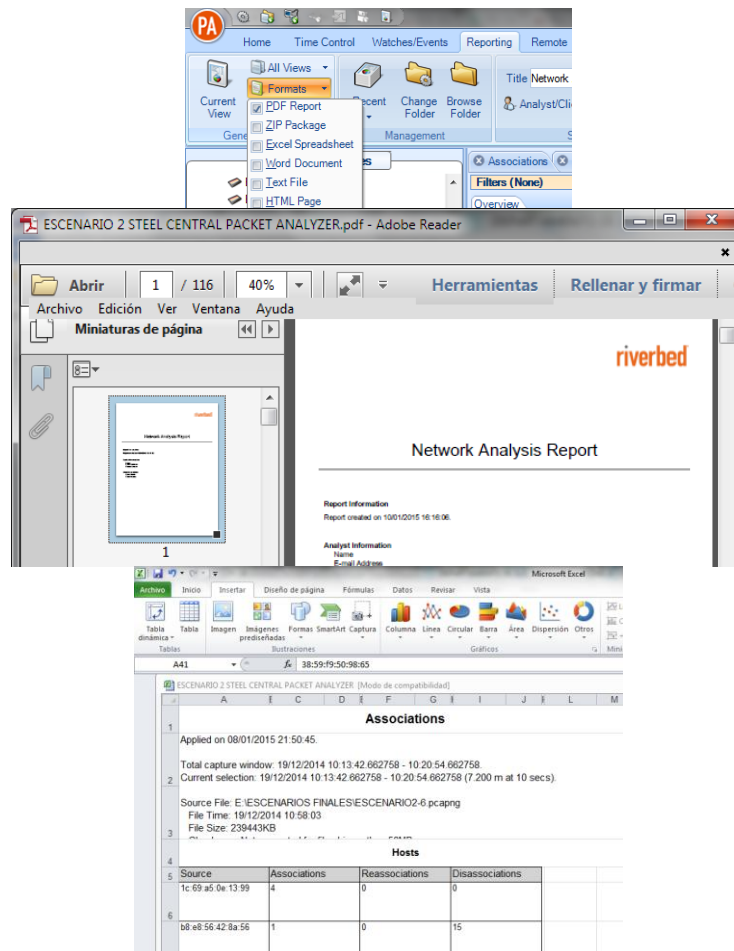 PA
Home Time Control Watches/Events Reporting Remote
All Views
Formats
Current View
Change Folder
Browse Folder
Title Network
Management
PDF Report
ZIP Package
Excel Spreadsheet
Word Document
Text File
HTML Page
Associations
Filters (None)
Overview
ESCENARIO 2 STEEL CENTRAL PACKET ANALYZER.pdf - Adobe Reader
Abrir 1 / 116 40% Herramientas Rellenar y firmar
Archivo Edición Ver Ventana Ayuda
Miniaturas de página
riverbed
Network Analysis Report
Report Information
Report created on 10/01/2015 16:16:06.
Analyst Information
Name
E-mail Address
1
Microsoft Excel
Archivo Inicio Insertar Diseño de página Fórmulas Datos Revisar Vista
Tabla dinámica Tabla Imagen Imágenes prediseñadas Formas SmartArt Captura Columna Línea Circular Barra Área Dispersión Otros
Tablas Ilustraciones Gráficos Mini
A41 fx 38:59:f9:50:98:65
ESCENARIO 2 STEEL CENTRAL PACKET ANALYZER [Modo de compatibilidad]
A C D F G I J L M
1 Associations
Applied on 08/01/2015 21:50:45.
Total capture window: 19/12/2014 10:13:42.662758 - 10:20:54.662758.
2 Current selection: 19/12/2014 10:13:42.662758 - 10:20:54.662758 (7.200 m at 10 secs).
Source File: E:\ESCENARIOS FINALES\ESCENARIO2-6.pcapng
File Time: 19/12/2014 10:58:03
File Size: 239443KB
3
4 Hosts
5 Source Associations Reassociations Disassociations
1c:69:a5:0e:13:99 4 0 0
6
b8:e8:56:42:8a:56 1 0 15